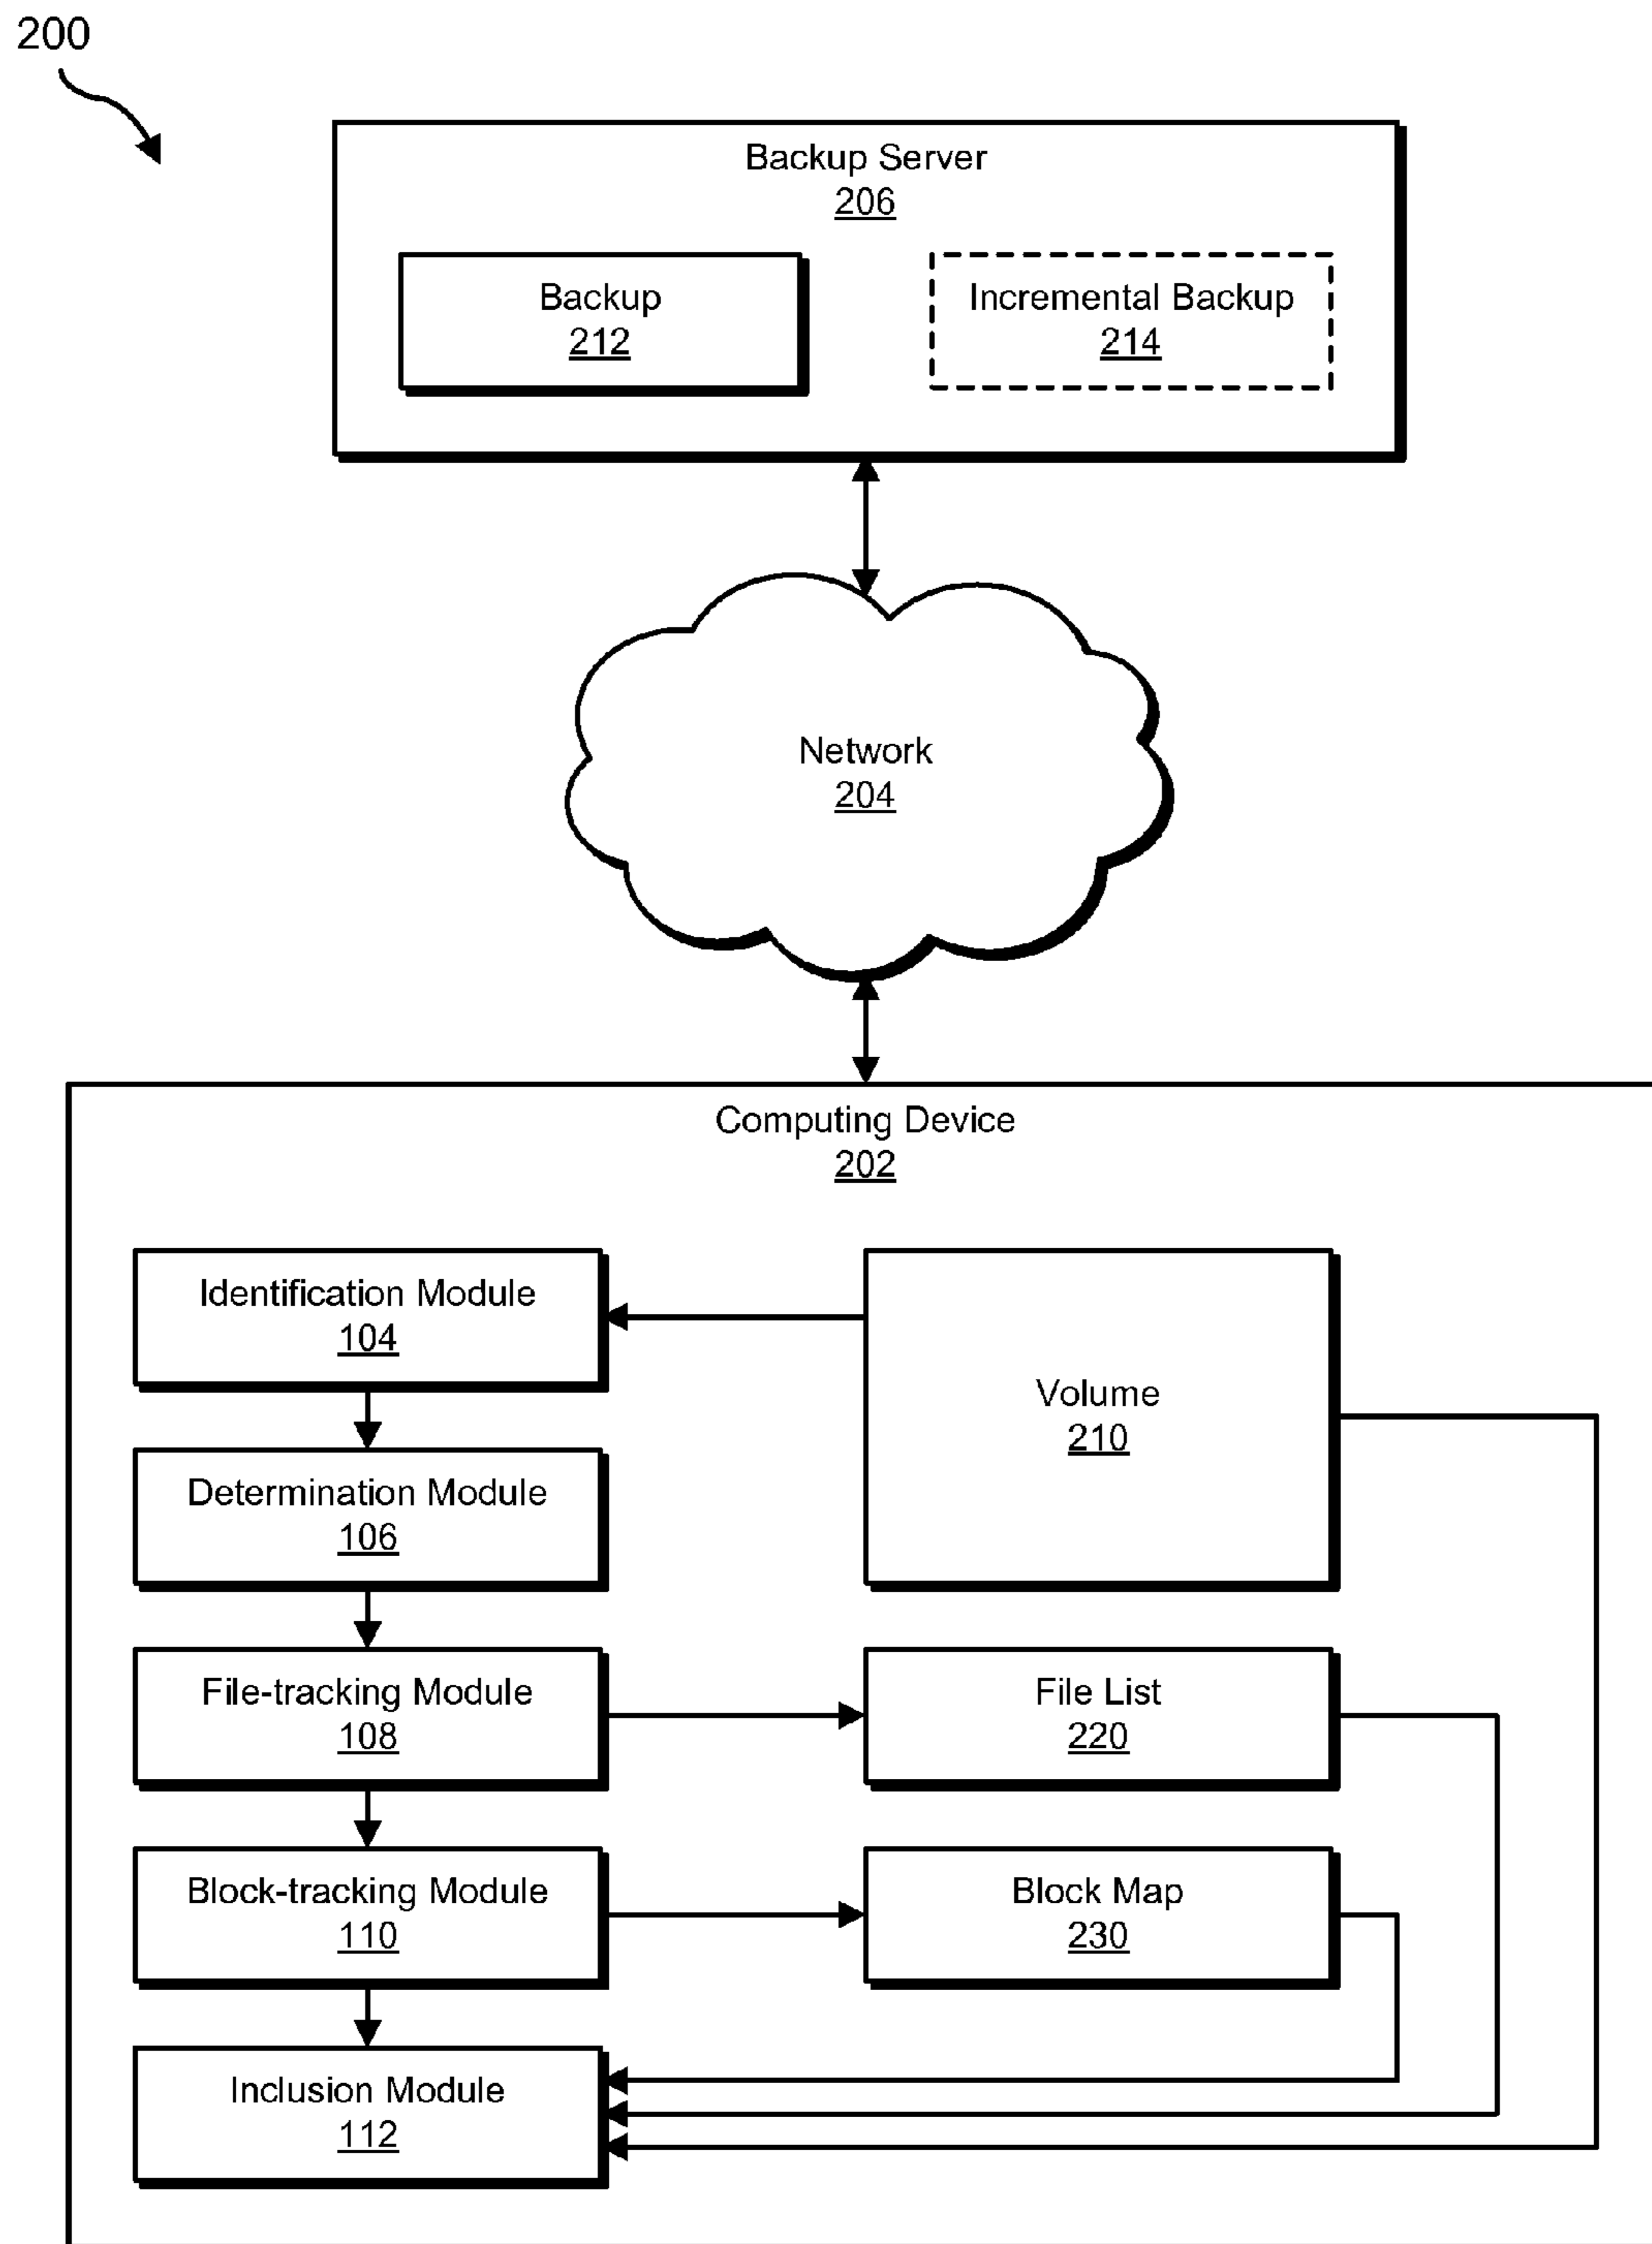 200
Backup Server
206
Backup
212
Incremental Backup
214
Network
204
Computing Device
202
Identification Module
104
Volume
210
Determination Module
106
File-tracking Module
108
File List
220
Block-tracking Module
110
Block Map
230
Inclusion Module
112